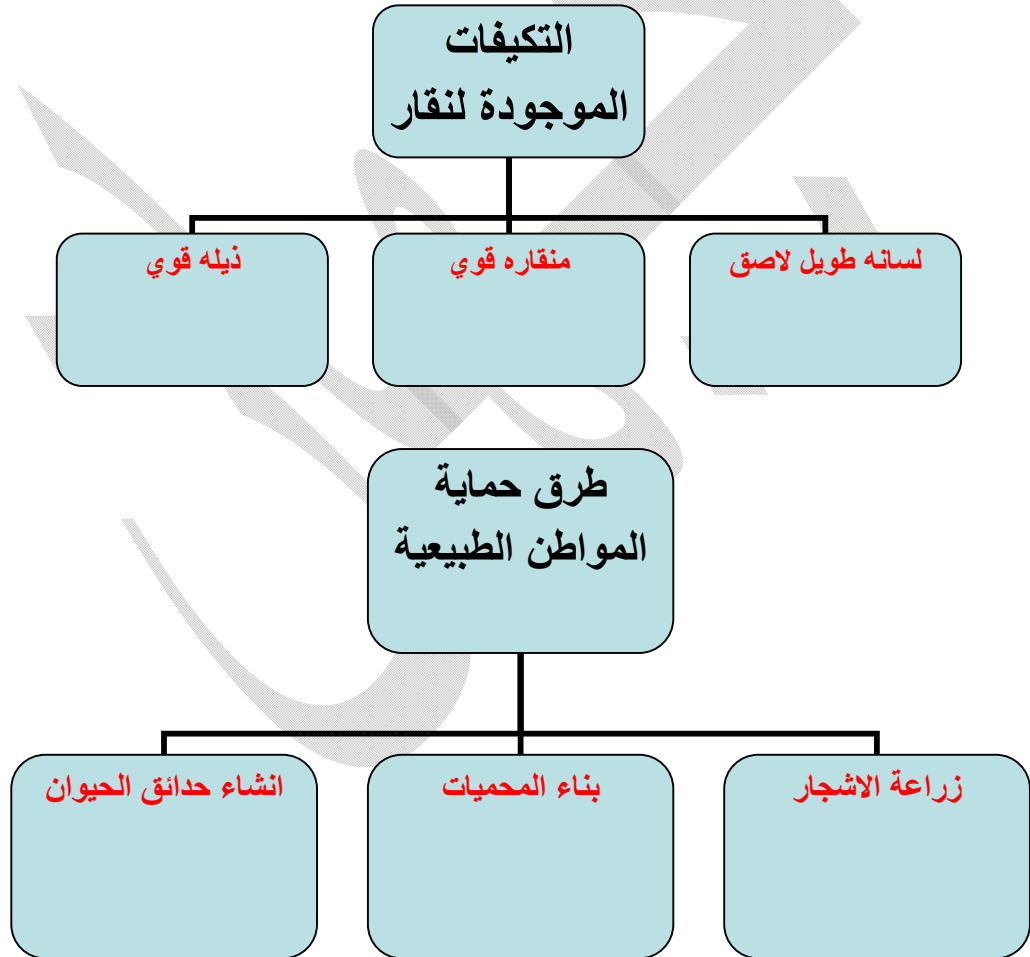 التكيفات
الموجودة لنقار
لسانه طويل لاصق
منقاره قوي
ذيله قوي
طرق حماية
المواطن الطبيعية
زراعة الاشجار
بناء المحميات
انشاء حدائق الحيوان